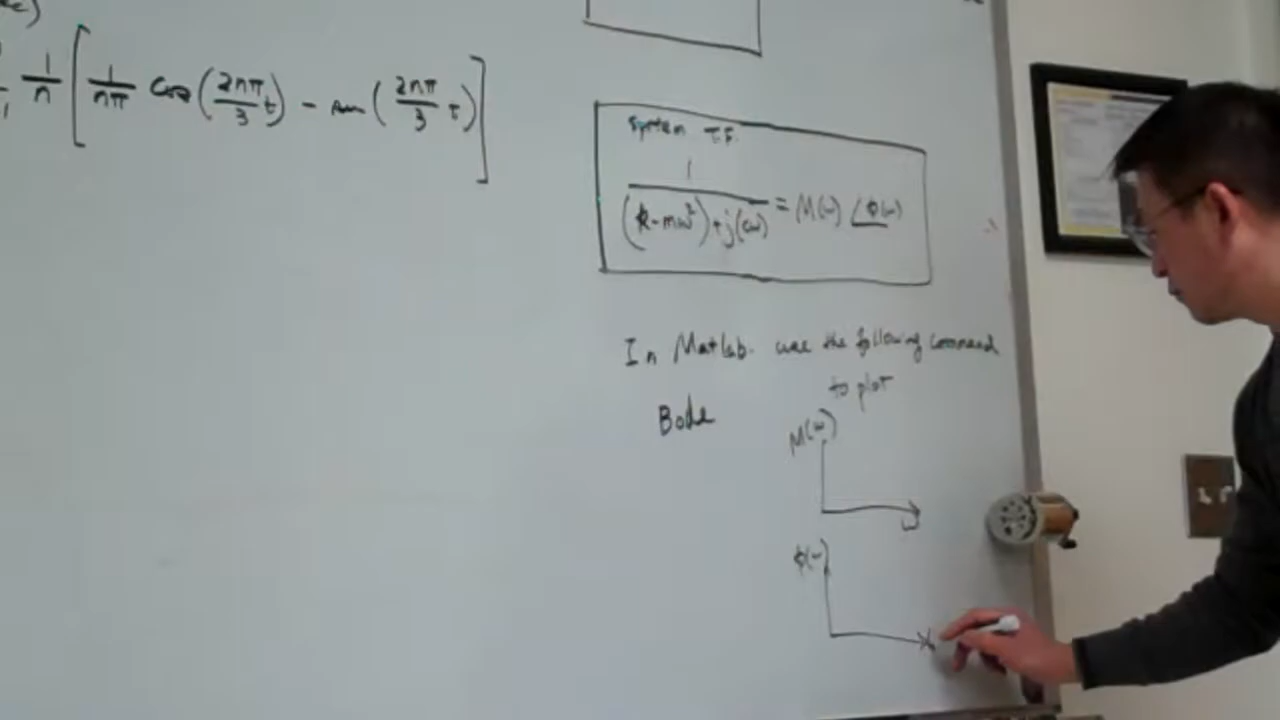 1/n [ 1/nπ Cos (2nπ/3 t) - sin (2nπ/3 t) ]
System T.F.
1/((k-mω²)+j(cω)) = M(ω) ∠φ(ω)
In Matlab. use the following command
to plot
Bode
M(ω)
ω
φ(ω)